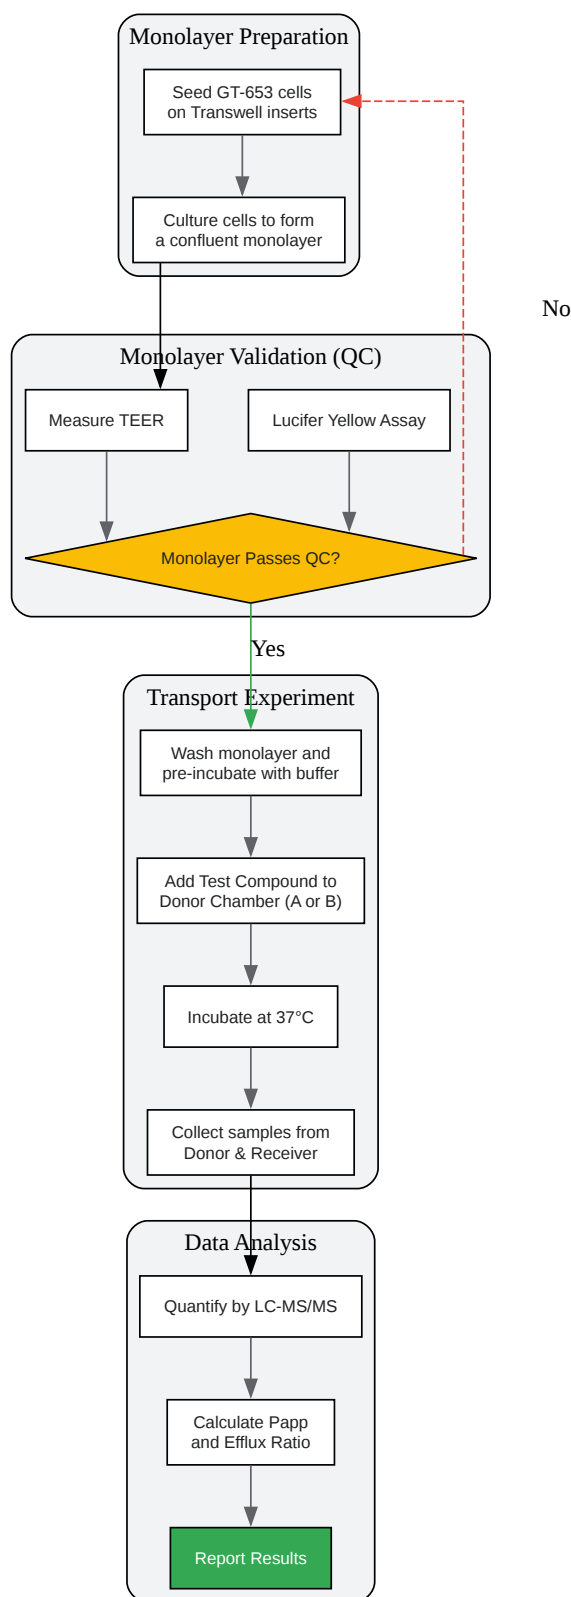 Monolayer Preparation
Seed GT-653 cells
on Transwell inserts
Culture cells to form
a confluent monolayer
No
Monolayer Validation (QC)
Measure TEER
Lucifer Yellow Assay
Monolayer Passes QC?
Yes
Transport Experiment
Wash monolayer and
pre-incubate with buffer
Add Test Compound to
Donor Chamber (A or B)
Incubate at 37°C
Collect samples from
Donor & Receiver
Data Analysis
Quantify by LC-MS/MS
Calculate Papp
and Efflux Ratio
Report Results